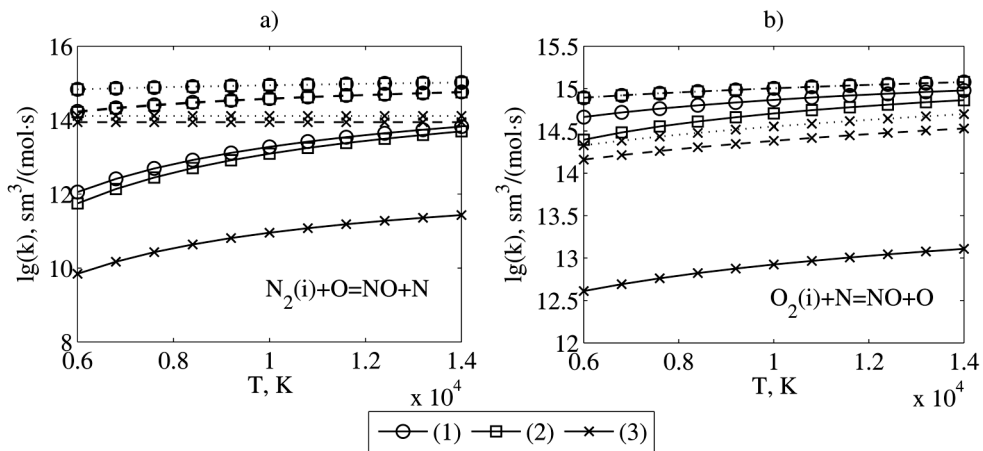 a)
16
14
12
10
8
lg(k), sm³/(mol·s)
N₂(i)+O=NO+N
0.6 0.8 1 1.2 1.4
T, K
x 10⁴
b)
15.5
15
14.5
14
13.5
13
12.5
12
lg(k), sm³/(mol·s)
O₂(i)+N=NO+O
0.6 0.8 1 1.2 1.4
T, K
x 10⁴
(1) (2) (3)